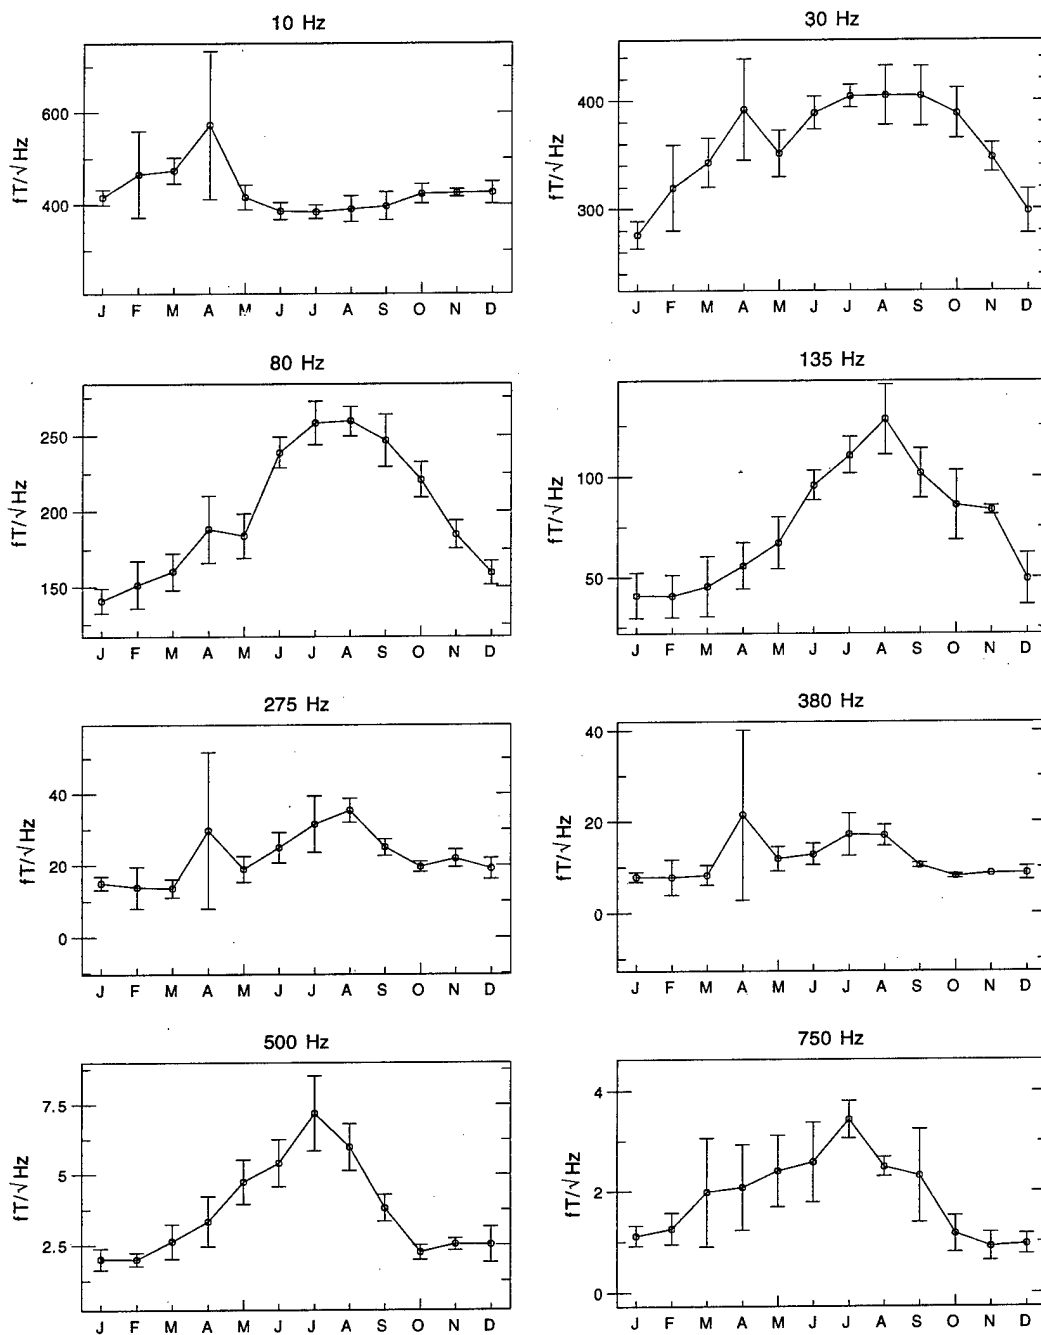 10 Hz
fT/√Hz
600
400
J F M A M J J A S O N D
30 Hz
fT/√Hz
400
300
J F M A M J J A S O N D
80 Hz
fT/√Hz
250
200
150
J F M A M J J A S O N D
135 Hz
fT/√Hz
100
50
J F M A M J J A S O N D
275 Hz
fT/√Hz
40
20
0
J F M A M J J A S O N D
380 Hz
fT/√Hz
40
20
0
J F M A M J J A S O N D
500 Hz
fT/√Hz
7.5
5
2.5
J F M A M J J A S O N D
750 Hz
fT/√Hz
4
2
0
J F M A M J J A S O N D